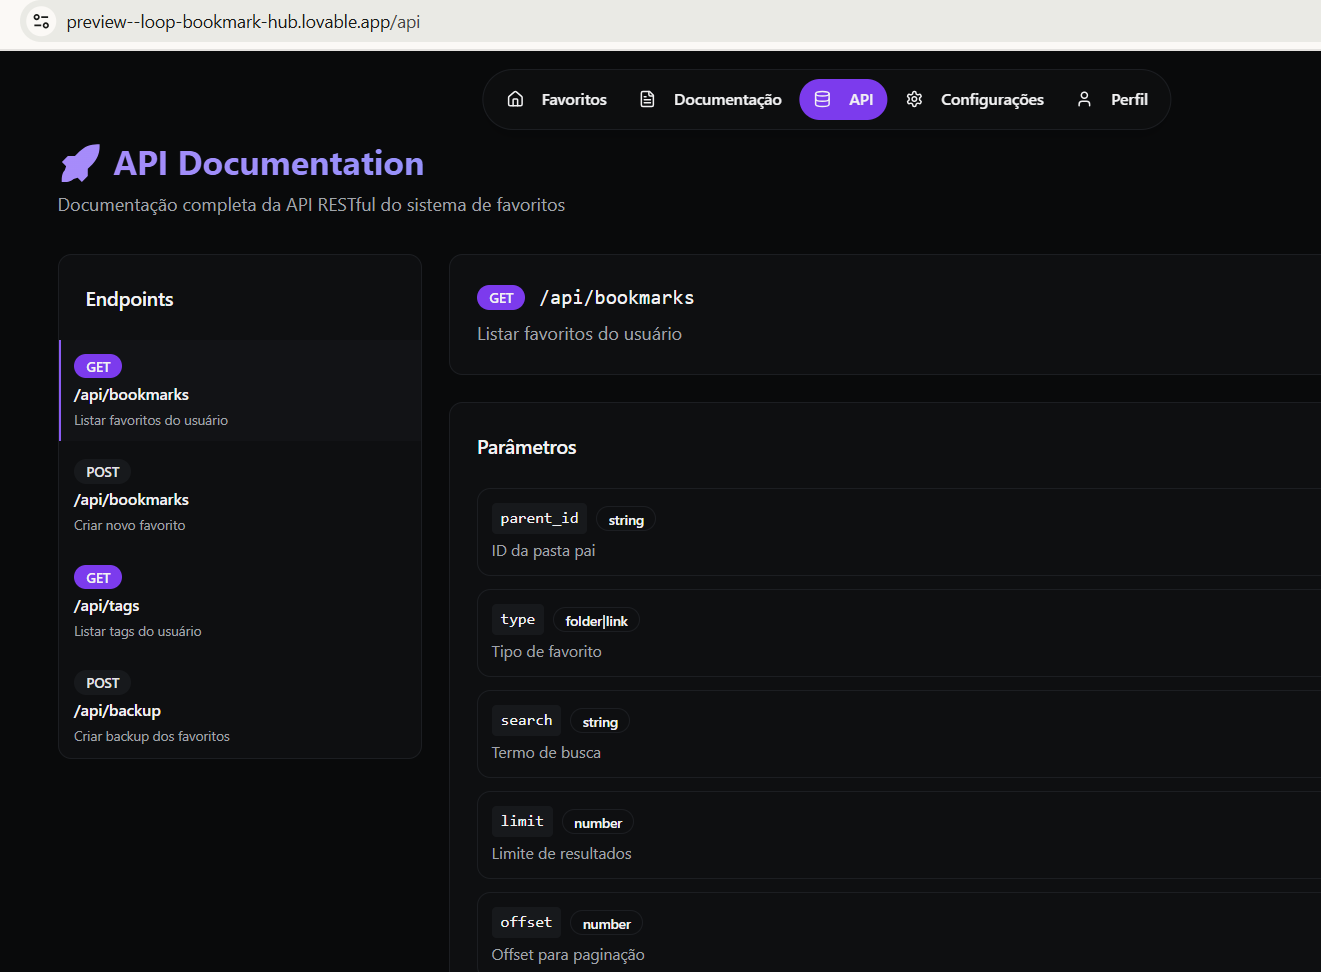 preview--loop-bookmark-hub.lovable.app/api
Favoritos Documentação API Configurações Perfil
API Documentation
Documentação completa da API RESTful do sistema de favoritos
Endpoints
GET
/api/bookmarks
Listar favoritos do usuário
POST
/api/bookmarks
Criar novo favorito
GET
/api/tags
Listar tags do usuário
POST
/api/backup
Criar backup dos favoritos
GET /api/bookmarks
Listar favoritos do usuário
Parâmetros
parent_id string
ID da pasta pai
type folder|link
Tipo de favorito
search string
Termo de busca
limit number
Limite de resultados
offset number
Offset para paginação